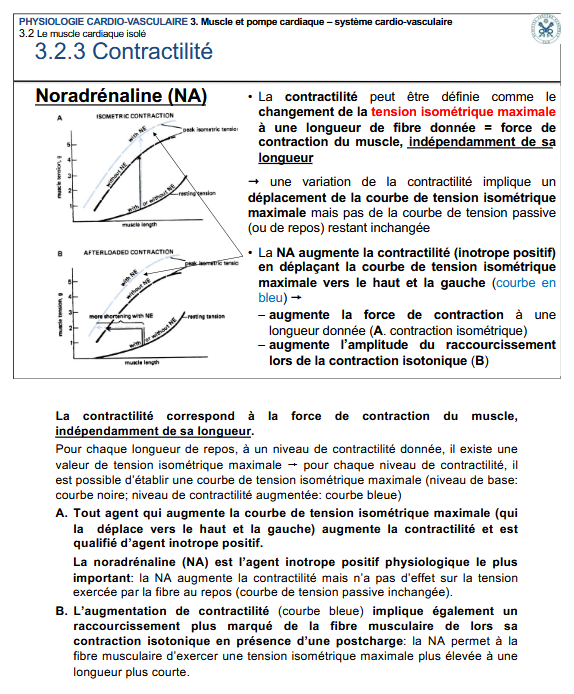 PHYSIOLOGIE CARDIO-VASCULAIRE 3. Muscle et pompe cardiaque – système cardio-vasculaire
3.2 Le muscle cardiaque isolé
3.2.3 Contractilité
Noradrénaline (NA)
A
ISOMETRIC CONTRACTION
with NE
peak isometric tensio
without NE
with or without NE
resting tension
muscle tension, g
5
4
3
2
1
muscle length
B
AFTERLOADED CONTRACTION
with NE
peak isometric tensio
without NE
more shortening with NE
resting tension
with or without NE
muscle tension, g
5
4
3
2
1
muscle length
• La contractilité peut être définie comme le
changement de la tension isométrique maximale
à une longueur de fibre donnée = force de
contraction du muscle, indépendamment de sa
longueur
→ une variation de la contractilité implique un
déplacement de la courbe de tension isométrique
maximale mais pas de la courbe de tension passive
(ou de repos) restant inchangée
• La NA augmente la contractilité (inotrope positif)
en déplaçant la courbe de tension isométrique
maximale vers le haut et la gauche (courbe en
bleu) →
– augmente la force de contraction à une
longueur donnée (A. contraction isométrique)
– augmente l’amplitude du raccourcissement
lors de la contraction isotonique (B)
La contractilité correspond à la force de contraction du muscle,
indépendamment de sa longueur.
Pour chaque longueur de repos, à un niveau de contractilité donnée, il existe une
valeur de tension isométrique maximale → pour chaque niveau de contractilité, il
est possible d’établir une courbe de tension isométrique maximale (niveau de base:
courbe noire; niveau de contractilité augmentée: courbe bleue)
A. Tout agent qui augmente la courbe de tension isométrique maximale (qui
la déplace vers le haut et la gauche) augmente la contractilité et est
qualifié d’agent inotrope positif.
La noradrénaline (NA) est l’agent inotrope positif physiologique le plus
important: la NA augmente la contractilité mais n’a pas d’effet sur la tension
exercée par la fibre au repos (courbe de tension passive inchangée).
B. L’augmentation de contractilité (courbe bleue) implique également un
raccourcissement plus marqué de la fibre musculaire de lors sa
contraction isotonique en présence d’une postcharge: la NA permet à la
fibre musculaire d’exercer une tension isométrique maximale plus élevée à une
longueur plus courte.